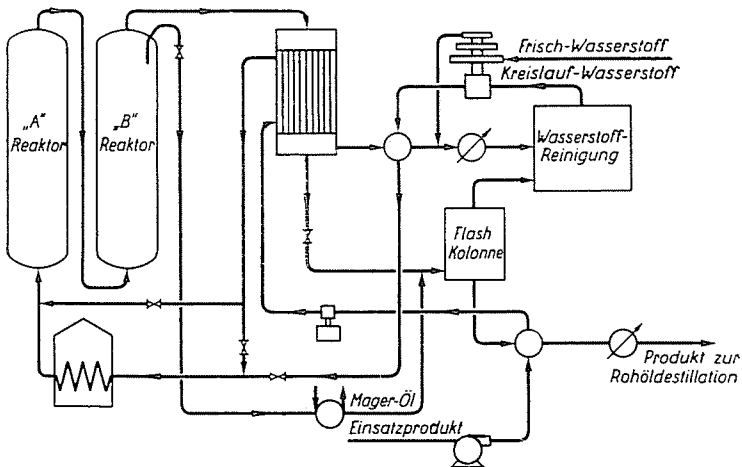 Frisch-Wasserstoff
Kreislauf-Wasserstoff
„A"
Reaktor
„B"
Reaktor
Wasserstoff-
Reinigung
Flash
Kolonne
Produkt zur
Rohöldestillation
Mager-Öl
Einsatzprodukt